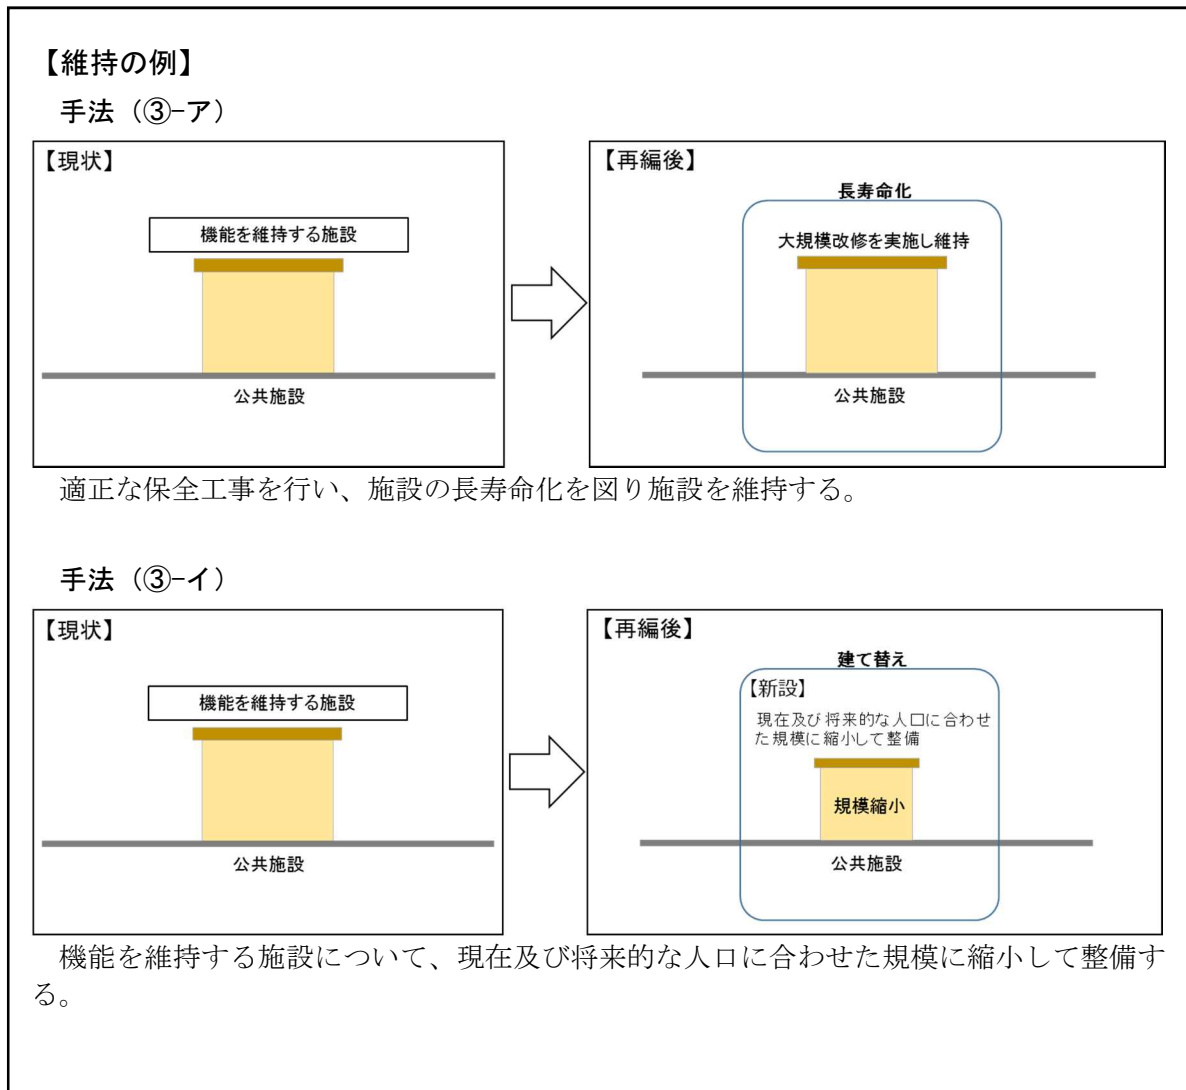 【維持の例】
手法（③-ア）
【現状】
機能を維持する施設
公共施設
【再編後】
長寿命化
大規模改修を実施し維持
公共施設
適正な保全工事を行い、施設の長寿命化を図り施設を維持する。
手法（③-イ）
【現状】
機能を維持する施設
公共施設
【再編後】
建て替え
【新設】
現在及び将来的な人口に合わせ
た規模に縮小して整備
規模縮小
公共施設
機能を維持する施設について、現在及び将来的な人口に合わせた規模に縮小して整備す
る。